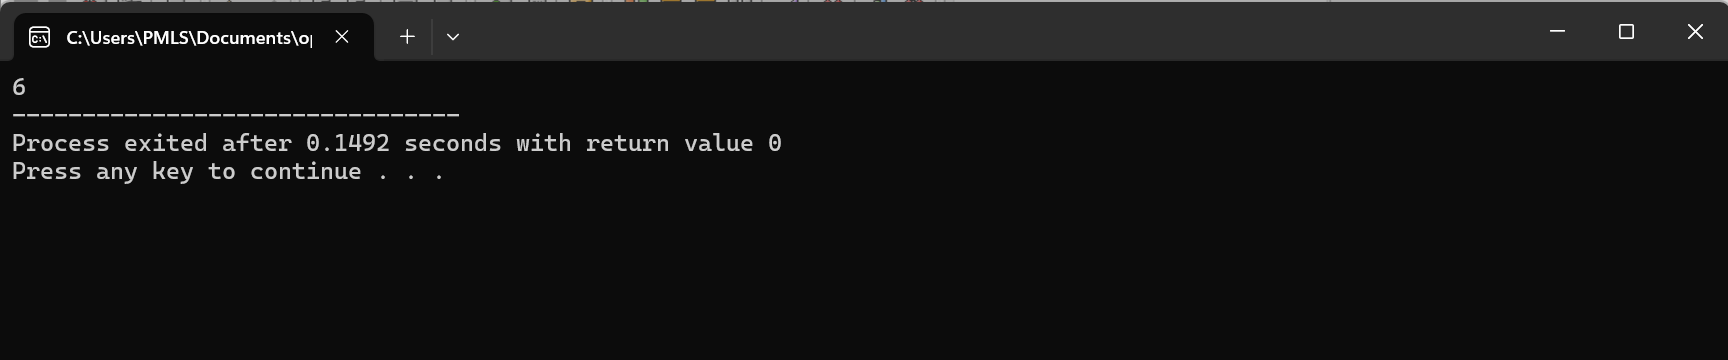 C:\Users\PMLS\Documents\o
6
--------------------------------
Process exited after 0.1492 seconds with return value 0
Press any key to continue . . .